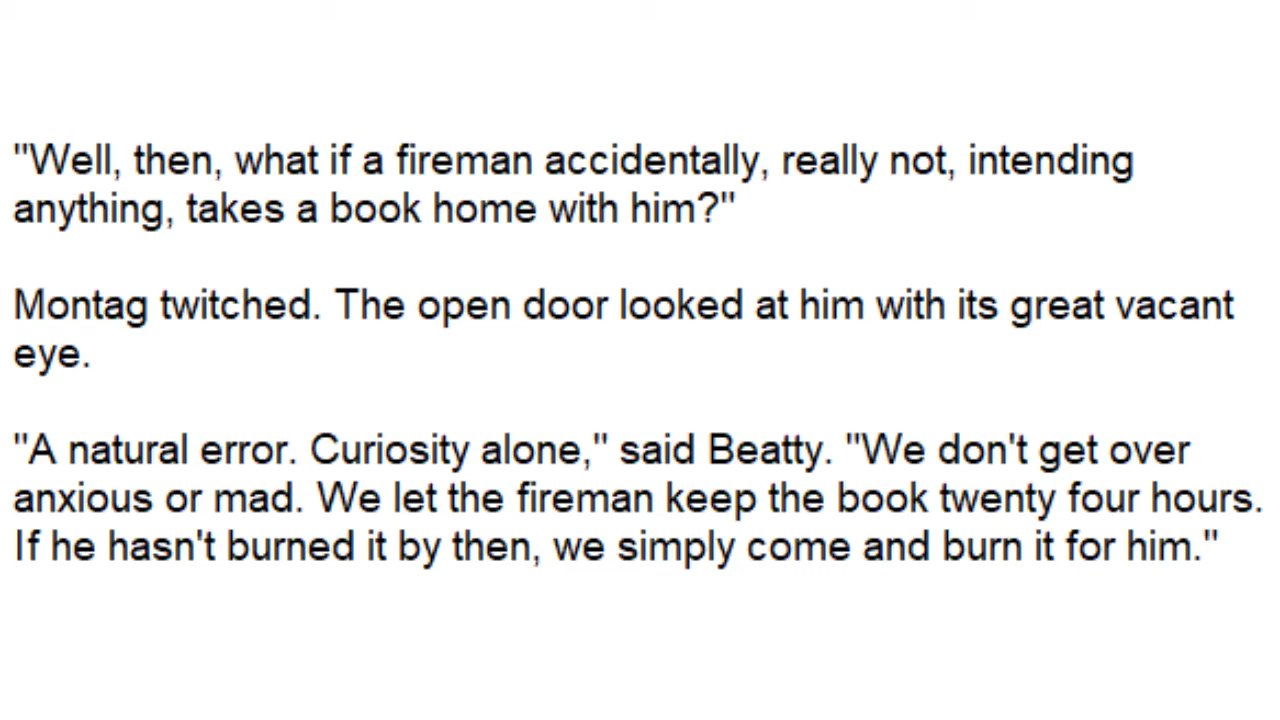 "Well, then, what if a fireman accidentally, really not, intending
anything, takes a book home with him?"
Montag twitched. The open door looked at him with its great vacant
eye.
"A natural error. Curiosity alone," said Beatty. "We don't get over
anxious or mad. We let the fireman keep the book twenty four hours.
If he hasn't burned it by then, we simply come and burn it for him."